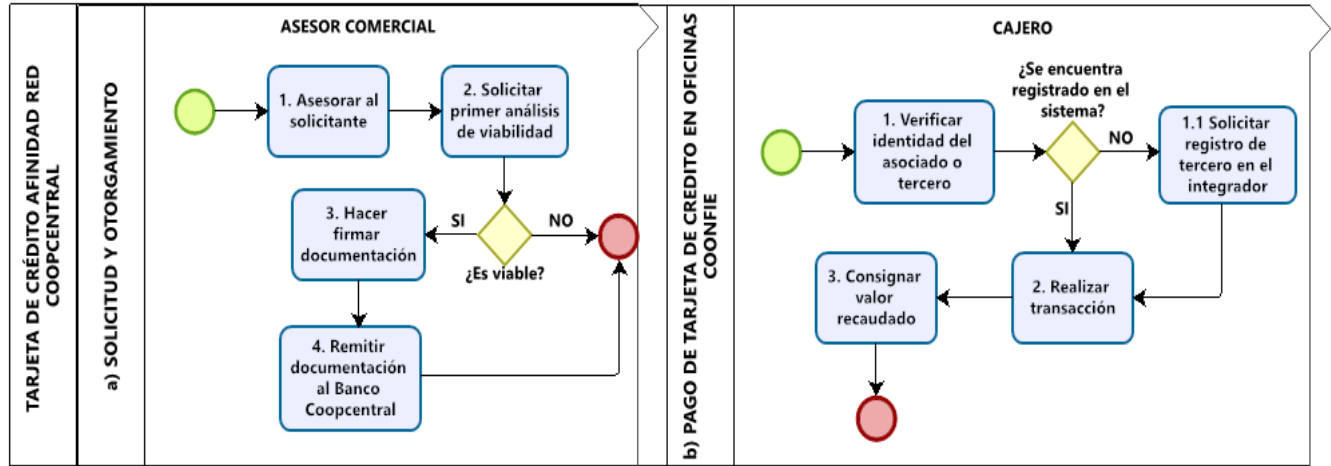 TARJETA DE CRÉDITO AFINIDAD RED
COOPCENTRAL
a) SOLICITUD Y OTORGAMIENTO
ASESOR COMERCIAL
1. Asesorar al
solicitante
2. Solicitar
primer análisis
de viabilidad
¿Es viable?
SI
NO
3. Hacer
firmar
documentación
4. Remitir
documentación
al Banco
Coopcentral
b) PAGO DE TARJETA DE CREDITO EN OFICINAS
COONFIE
CAJERO
1. Verificar
identidad del
asociado o
tercero
¿Se encuentra
registrado en el
sistema?
NO
SI
1.1 Solicitar
registro de
tercero en el
integrador
2. Realizar
transacción
3. Consignar
valor
recaudado